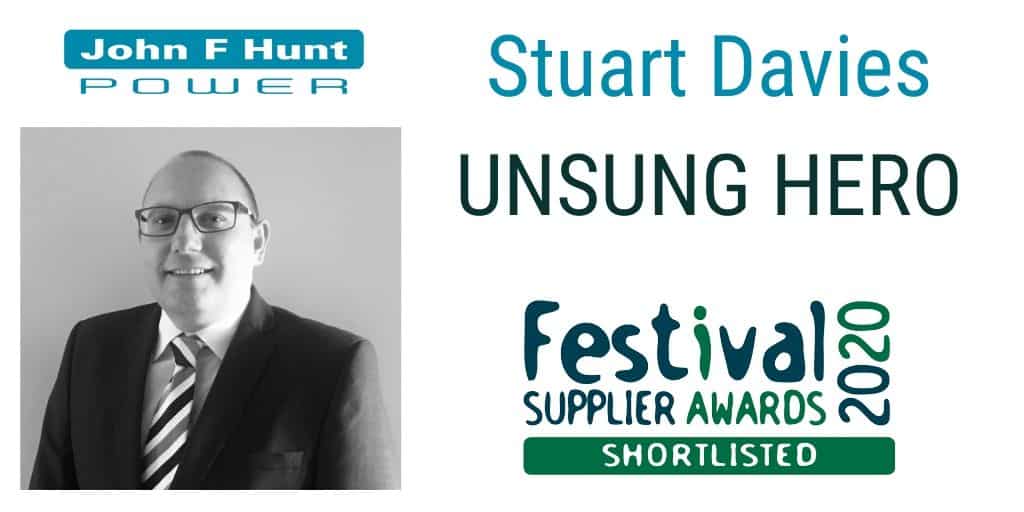 John F Hunt
POWER
Stuart Davies
UNSUNG HERO
Festival
SUPPLIER AWARDS
2020
SHORTLISTED